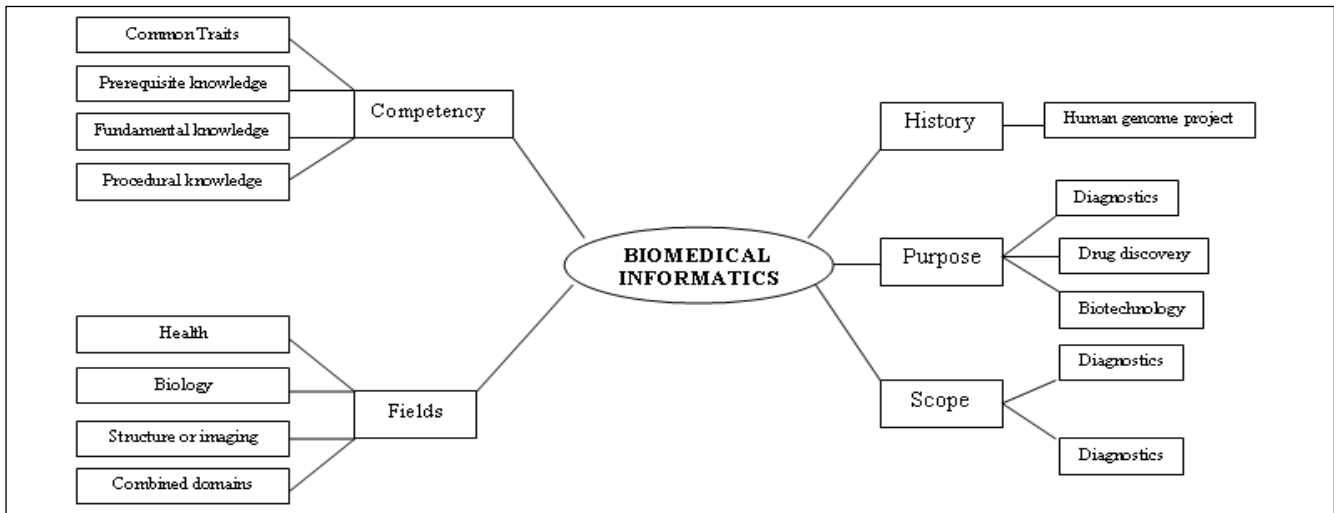 Common Traits
Prerequisite knowledge
Fundamental knowledge
Procedural knowledge
Competency
Health
Biology
Structure or imaging
Combined domains
Fields
BIOMEDICAL
INFORMATICS
History
Human genome project
Purpose
Diagnostics
Drug discovery
Biotechnology
Scope
Diagnostics
Diagnostics